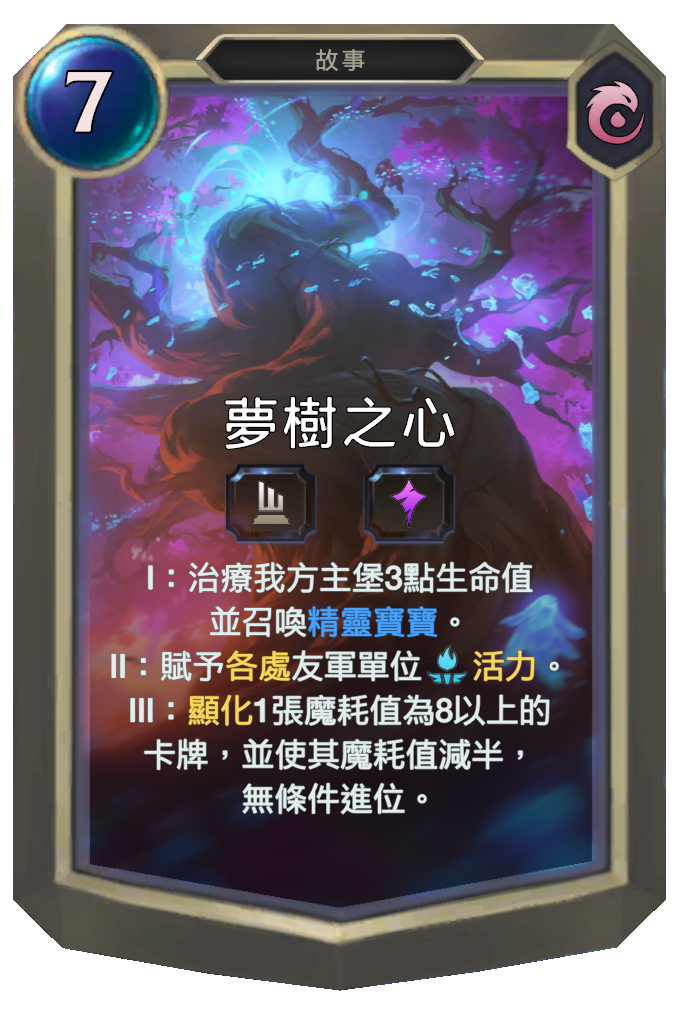 7
故事
夢樹之心
I：治療我方主堡3點生命值
並召喚精靈寶寶。
II：賦予各處友軍單位活力。
III：顯化1張魔耗值為8以上的
卡牌，並使其魔耗值減半，
無條件進位。